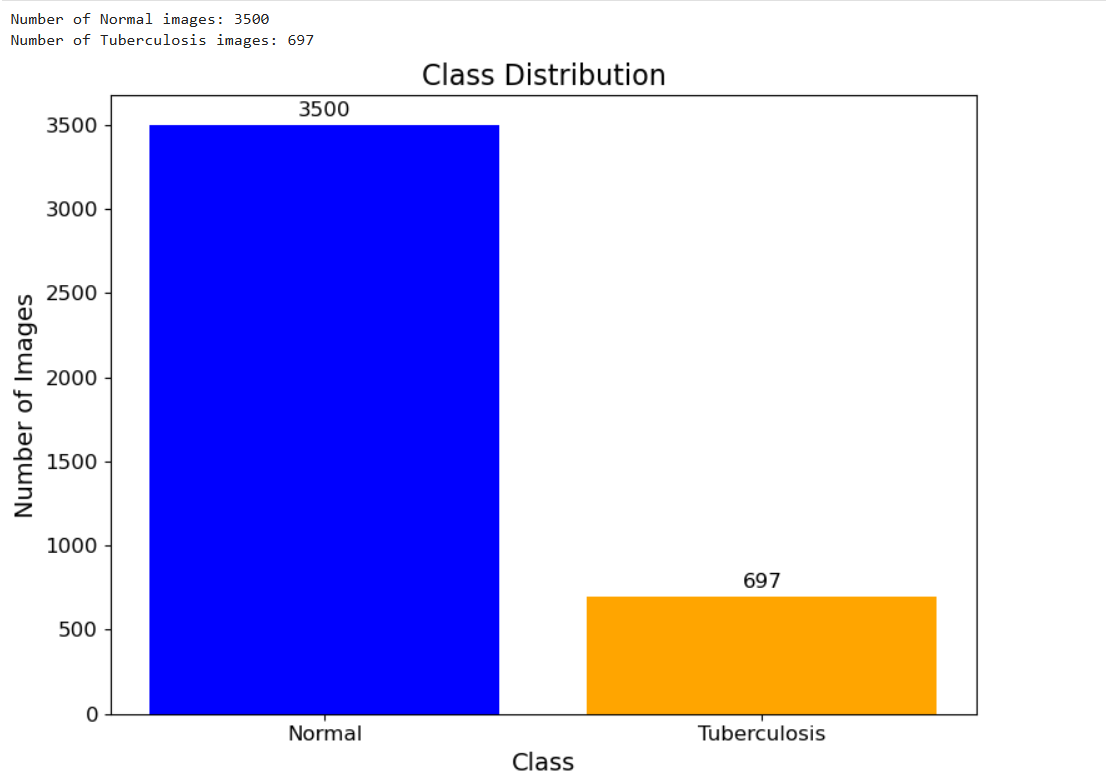 Number of Normal images: 3500
Number of Tuberculosis images: 697
Class Distribution
3500
697
3500
3000
2500
2000
1500
1000
500
0
Number of Images
Normal
Tuberculosis
Class